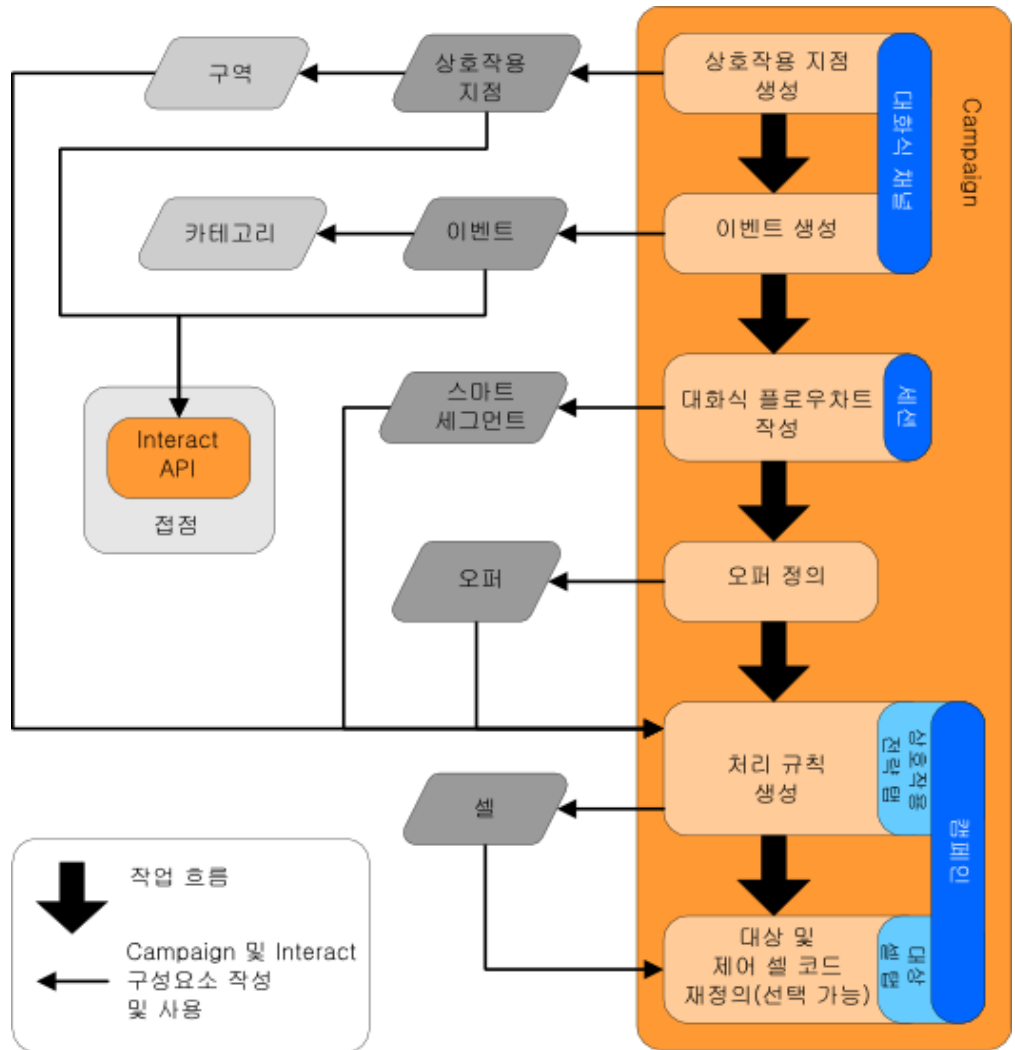 구역
상호작용
지점
상호작용 지점
생성
대화식 채널
Campaign
카테고리
이벤트
이벤트 생성
스마트
세그먼트
대화식 플로우차트
작성
세션
Interact
API
접점
오퍼
오퍼 정의
처리 규칙
생성
상호작용
전략 탭
캠페인
셀
대상 및
제어 셀 코드
재정의(선택 가능)
대상
셀 탭
작업 흐름
Campaign 및 Interact
구성요소 작성
및 사용